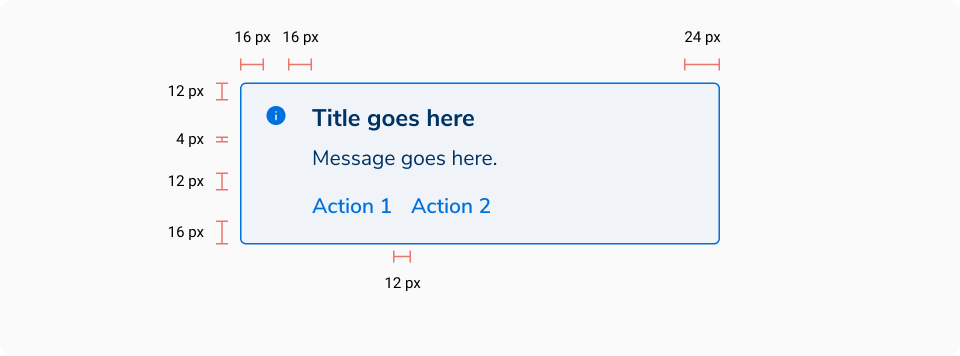 16 px 16 px 24 px
12 px
Title goes here
4 px
Message goes here.
12 px
Action 1 Action 2
16 px
12 px